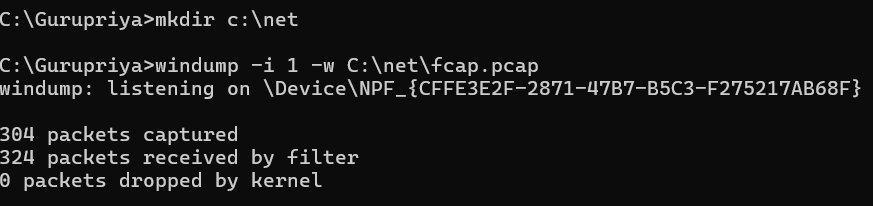 C:\Gurupriya>mkdir c:\net
C:\Gurupriya>windump -i 1 -w C:\net\fcap.pcap
windump: listening on \Device\NPF_{CFFE3E2F-2871-47B7-B5C3-F275217AB68F}
304 packets captured
324 packets received by filter
0 packets dropped by kernel